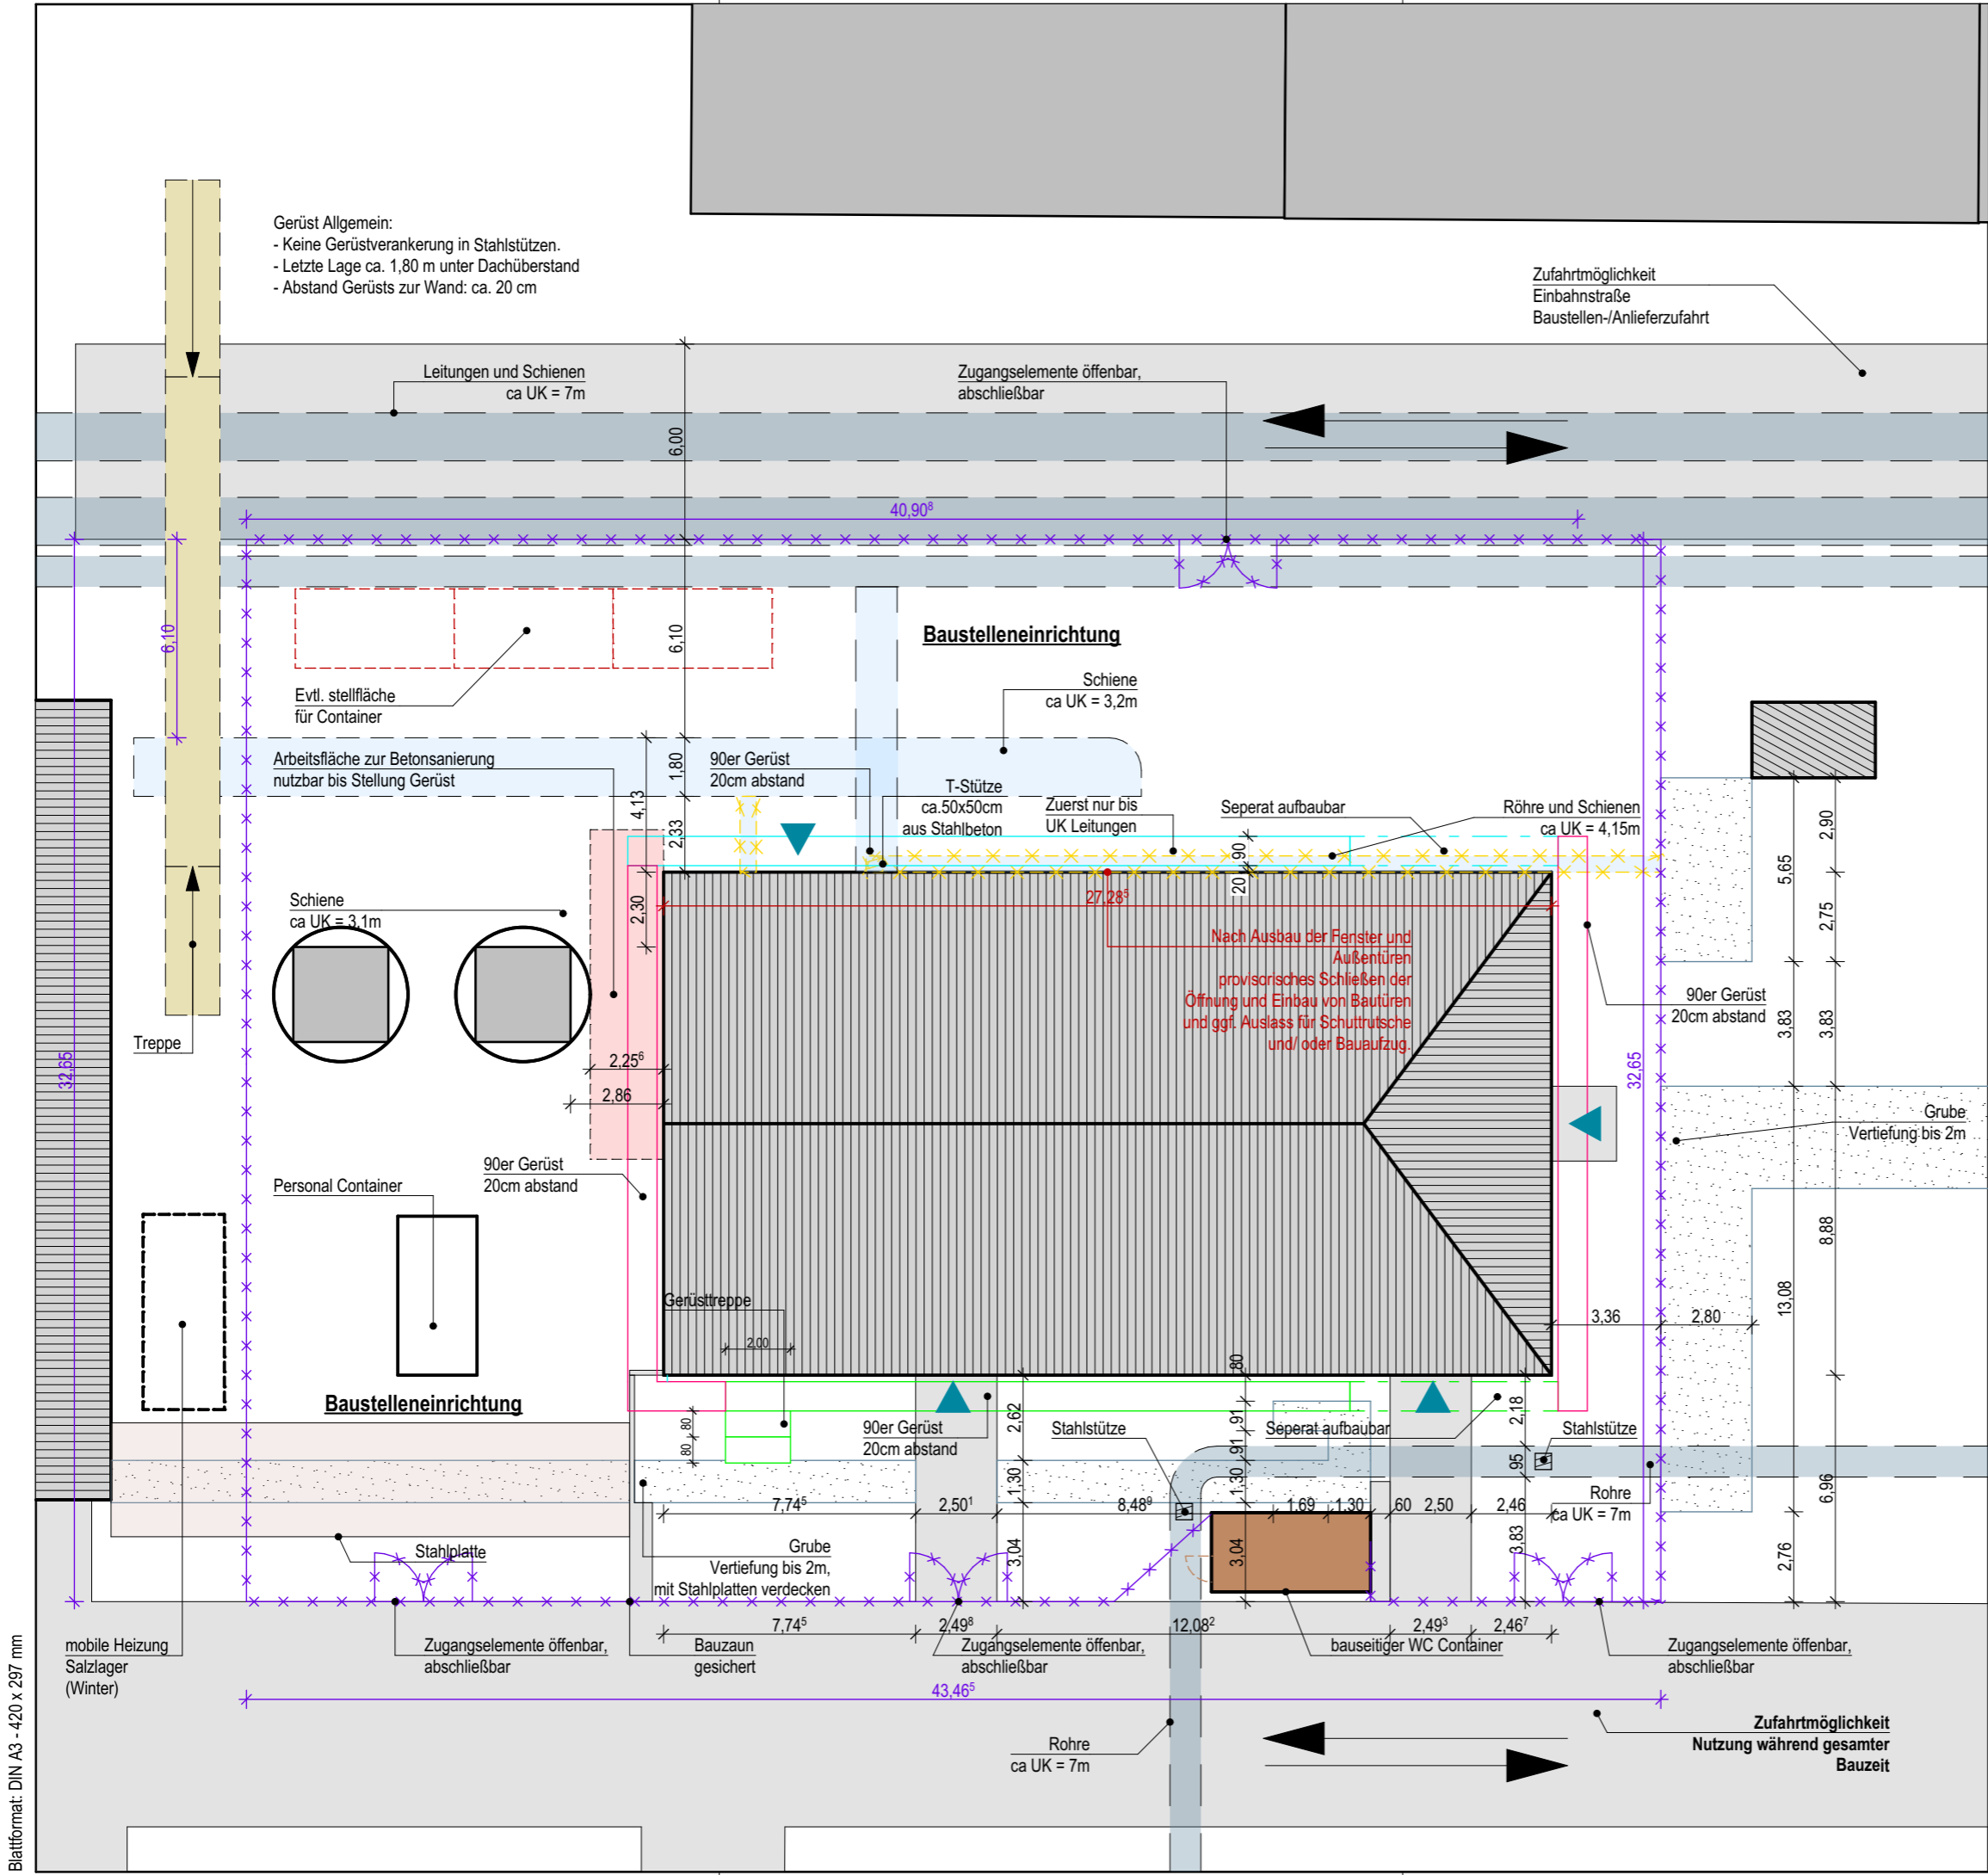 Gerüst Allgemein:
- Keine Gerüstverankerung in Stahlstützen.
- Letzte Lage ca. 1,80 m unter Dachüberstand
- Abstand Gerüsts zur Wand: ca. 20 cm
Zufahrtmöglichkeit
Einbahnstraße
Baustellen-/Anlieferzufahrt
Leitungen und Schienen
ca UK = 7m
Zugangselemente öffenbar,
abschließbar
6,00
40,90⁸
6,10
6,10
Baustelleneinrichtung
Evtl. stellfläche
für Container
Schiene
ca UK = 3,2m
Arbeitsfläche zur Betonsanierung
nutzbar bis Stellung Gerüst
4,13
1,80
2,33
90er Gerüst
20cm abstand
T-Stütze
ca.50x50cm
aus Stahlbeton
Zuerst nur bis
UK Leitungen
Seperat aufbaubar
Röhre und Schienen
ca UK = 4,15m
90
20
2,90
5,65
2,75
Schiene
ca UK = 3,1m
2,30
27,28⁵
Nach Ausbau der Fenster und
Außentüren
provisorisches Schließen der
Öffnung und Einbau von Bautüren
und ggf. Auslass für Schuttrutsche
und/ oder Bauaufzug.
90er Gerüst
20cm abstand
3,83
3,83
Treppe
32,65
2,25⁶
2,86
32,65
Grube
Vertiefung bis 2m
90er Gerüst
20cm abstand
Personal Container
8,88
13,08
Gerüsttreppe
2,00
3,36
2,80
Baustelleneinrichtung
80
80
90er Gerüst
20cm abstand
2,62
Stahlstütze
80
91
91
Seperat aufbaubar
2,18
Stahlstütze
95
1,30
1,30
6,96
7,74⁵
2,50¹
8,48⁹
1,69
1,30
60
2,50
2,46
Rohre
ca UK = 7m
Stahlplatte
Grube
Vertiefung bis 2m,
mit Stahlplatten verdecken
3,04
3,04
3,83
2,76
7,74⁵
2,49⁸
12,08²
2,49³
2,46⁷
mobile Heizung
Salzlager
(Winter)
Zugangselemente öffenbar,
abschließbar
Bauzaun
gesichert
Zugangselemente öffenbar,
abschließbar
bauseitiger WC Container
Zugangselemente öffenbar,
abschließbar
43,46⁵
Rohre
ca UK = 7m
Zufahrtmöglichkeit
Nutzung während gesamter
Bauzeit
Blattformat: DIN A3 - 420 x 297 mm